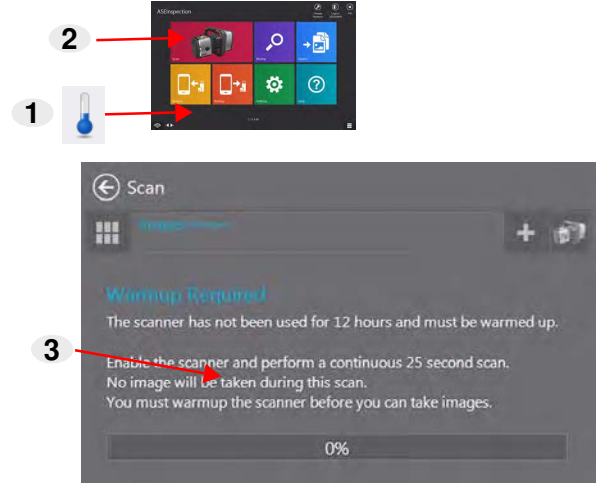 ASEInspection
2
1
Scan
Warmup Required
The scanner has not been used for 12 hours and must be warmed up.
3
Enable the scanner and perform a continuous 25 second scan.
No image will be taken during this scan.
You must warmup the scanner before you can take images.
0%